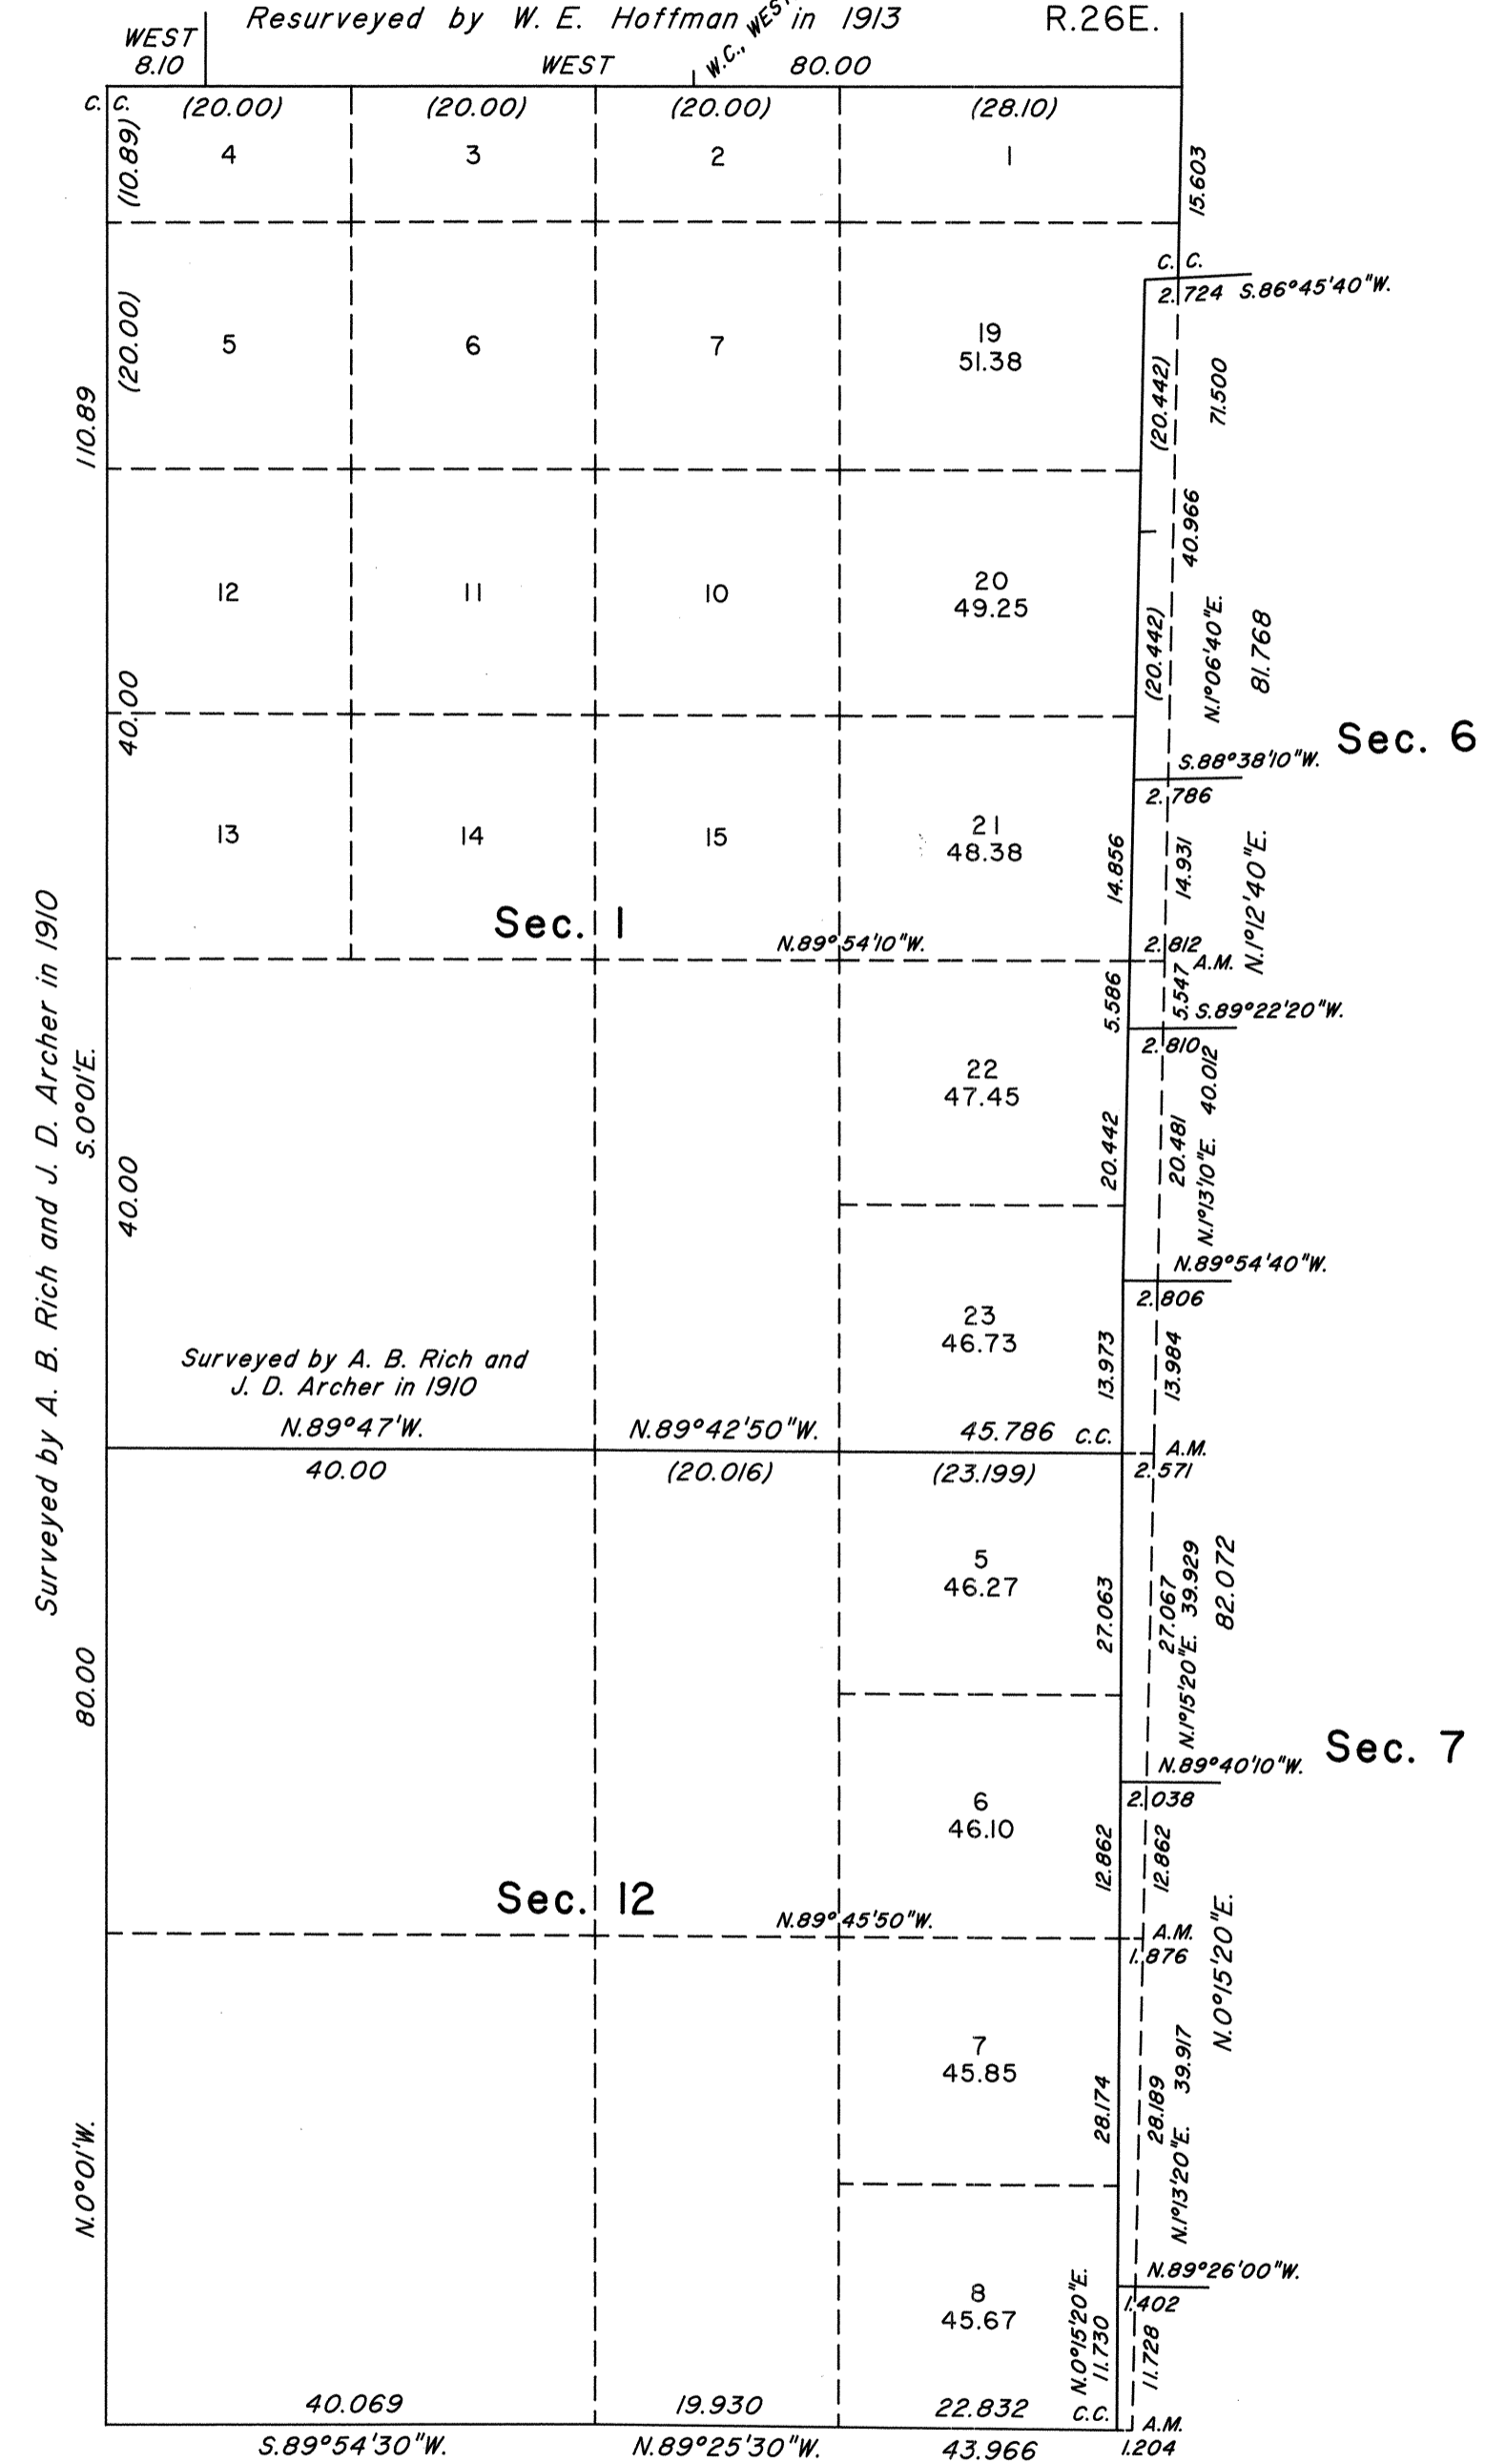 Resurveyed by W. E. Hoffman in 1913
R.26E.
WEST
8.10
WEST
W.C., WEST
80.00
C. C.
(20.00)
(20.00)
(20.00)
(28.10)
(10.89)
4
3
2
1
15.603
C. C.
2.724 S.86°45'40"W.
(20.00)
5
6
7
19
51.38
(20.442)
71.500
110.89
40.966
12
11
10
20
49.25
(20.442)
N.1°06'40"E.
81.768
40.00
Sec. 6
S.88°38'10"W.
2.786
13
14
15
21
48.38
14.856
14.931
N.1°12'40"E.
Sec. 1
N.89°54'10"W.
2.812
A.M.
5.586
5.547
S.89°22'20"W.
2.810
Surveyed by A. B. Rich and J. D. Archer in 1910
S.0°01'E.
40.00
22
47.45
20.442
20.481
N.1°13'10"E. 40.012
N.89°54'40"W.
2.806
23
46.73
13.973
13.984
Surveyed by A. B. Rich and
J. D. Archer in 1910
N.89°47'W.
N.89°42'50"W.
45.786 C.C.
A.M.
40.00
(20.016)
(23.199)
2.571
5
46.27
27.063
27.067
N.1°15'20"E. 39.929
82.072
80.00
Sec. 7
N.89°40'10"W.
2.038
6
46.10
12.862
12.862
Sec. 12
N.89°45'50"W.
A.M.
1.876
N.0°15'20"E.
7
45.85
28.174
28.189
N.1°13'20"E. 39.917
N.0°01'W.
N.89°26'00"W.
1.402
8
45.67
N.0°15'20"E.
11.730
11.728
40.069
19.930
22.832
C.C.
A.M.
S.89°54'30"W.
N.89°25'30"W.
43.966
1.204